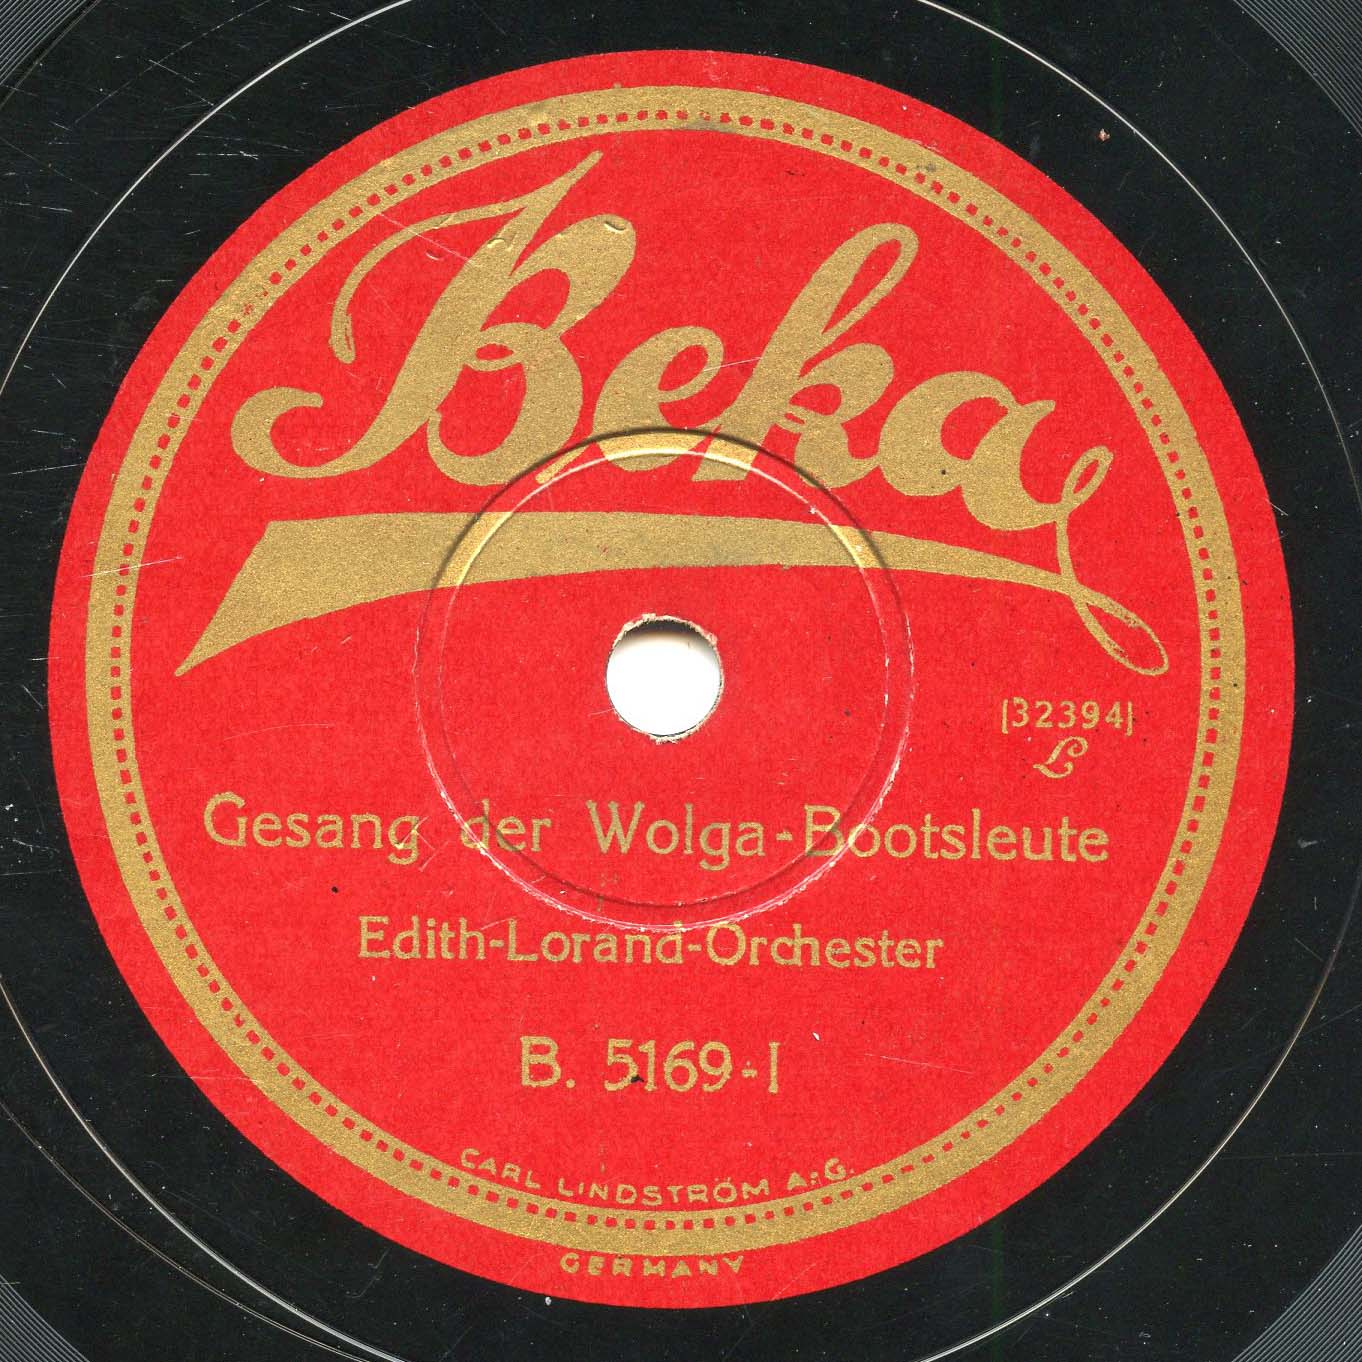 Beka
[32394]
L
Gesang der Wolga-Bootsleute
Edith-Lorand-Orchester
B. 5169-I
CARL LINDSTRÖM A.-G.
GERMANY